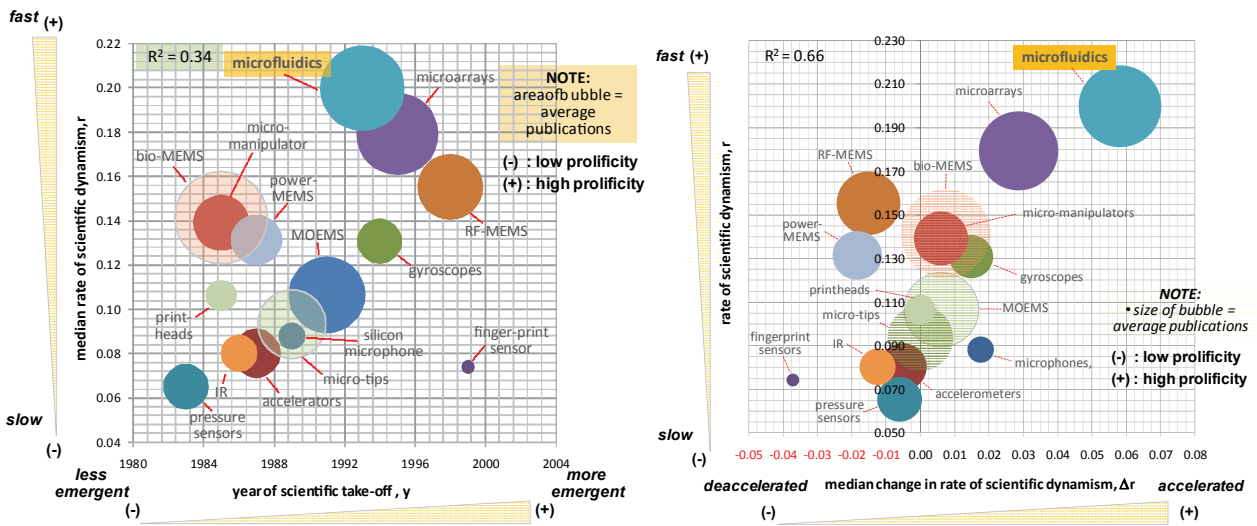 fast (+)
0.22
0.20
0.18
0.16
0.14
0.12
0.10
0.08
0.06
0.04
slow
(-)
median rate of scientific dynamism, r
R² = 0.34
microfluidics
microarrays
NOTE:
areaofb ubble =
average
publications
(-) : low prolificity
(+) : high prolificity
micro-
manipulator
bio-MEMS
power-
MEMS
MOEMS
RF-MEMS
gyroscopes
print-
heads
silicon
microphone
finger-print
sensor
micro-tips
IR
accelerators
pressure
sensors
1980
1984
1988
1992
1996
2000
2004
less
emergent
year of scientific take-off , y
more
emergent
(-)
(+)
fast (+)
0.230
0.210
0.190
0.170
0.150
0.130
0.110
0.090
0.070
0.050
slow
(-)
rate of scientific dynamism, r
R² = 0.66
microfluidics
microarrays
RF-MEMS
bio-MEMS
micro-manipulators
power-
MEMS
gyroscopes
printheads
MOEMS
micro-tips
NOTE:
• size of bubble =
average publications
fingerprint
sensors
IR
microphones,
(-) : low prolificity
(+) : high prolificity
accelerometers
pressure
sensors
-0.05
-0.04
-0.03
-0.02
-0.01
0.00
0.01
0.02
0.03
0.04
0.05
0.06
0.07
0.08
deaccelerated
median change in rate of scientific dynamism, Δr
accelerated
(-)
(+)